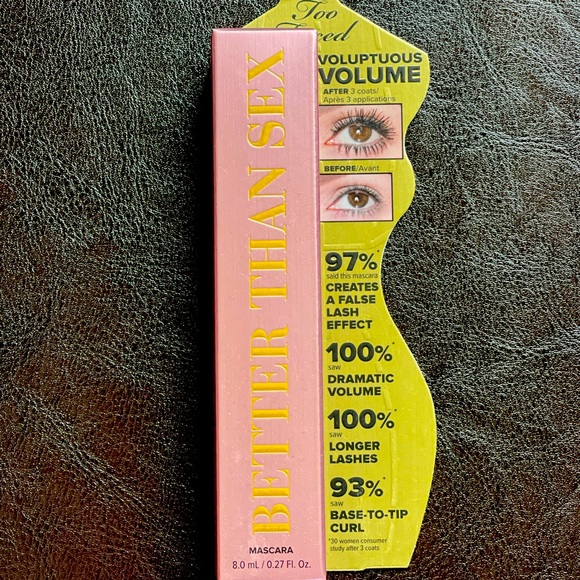 BETTER THAN SEX
MASCARA
8.0 mL / 0.27 Fl. Oz.
Too
Faced
VOLUPTUOUS
VOLUME
AFTER 3 coats/
Après 3 applications
BEFORE/Avant
97%*
said this mascara
CREATES
A FALSE
LASH
EFFECT
100%*
saw
DRAMATIC
VOLUME
100%*
saw
LONGER
LASHES
93%*
saw
BASE-TO-TIP
CURL
*30 women consumer
study after 3 coats